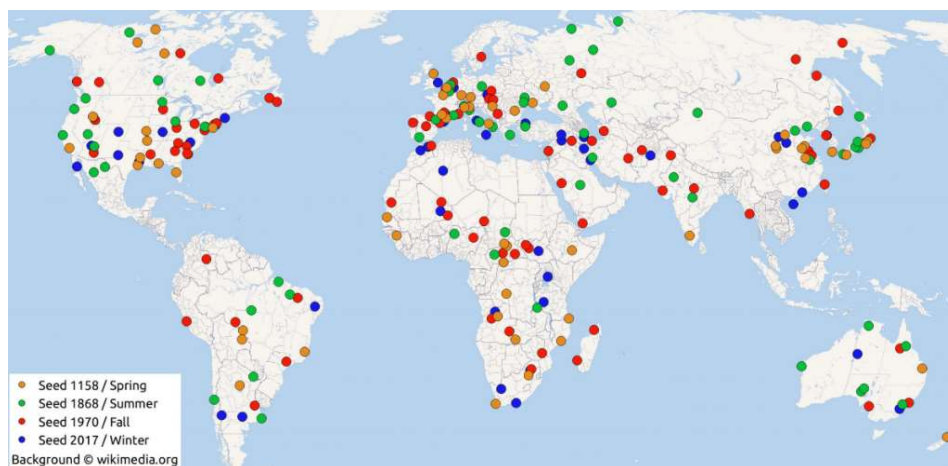 Seed 1158 / Spring
Seed 1868 / Summer
Seed 1970 / Fall
Seed 2017 / Winter
Background © wikimedia.org